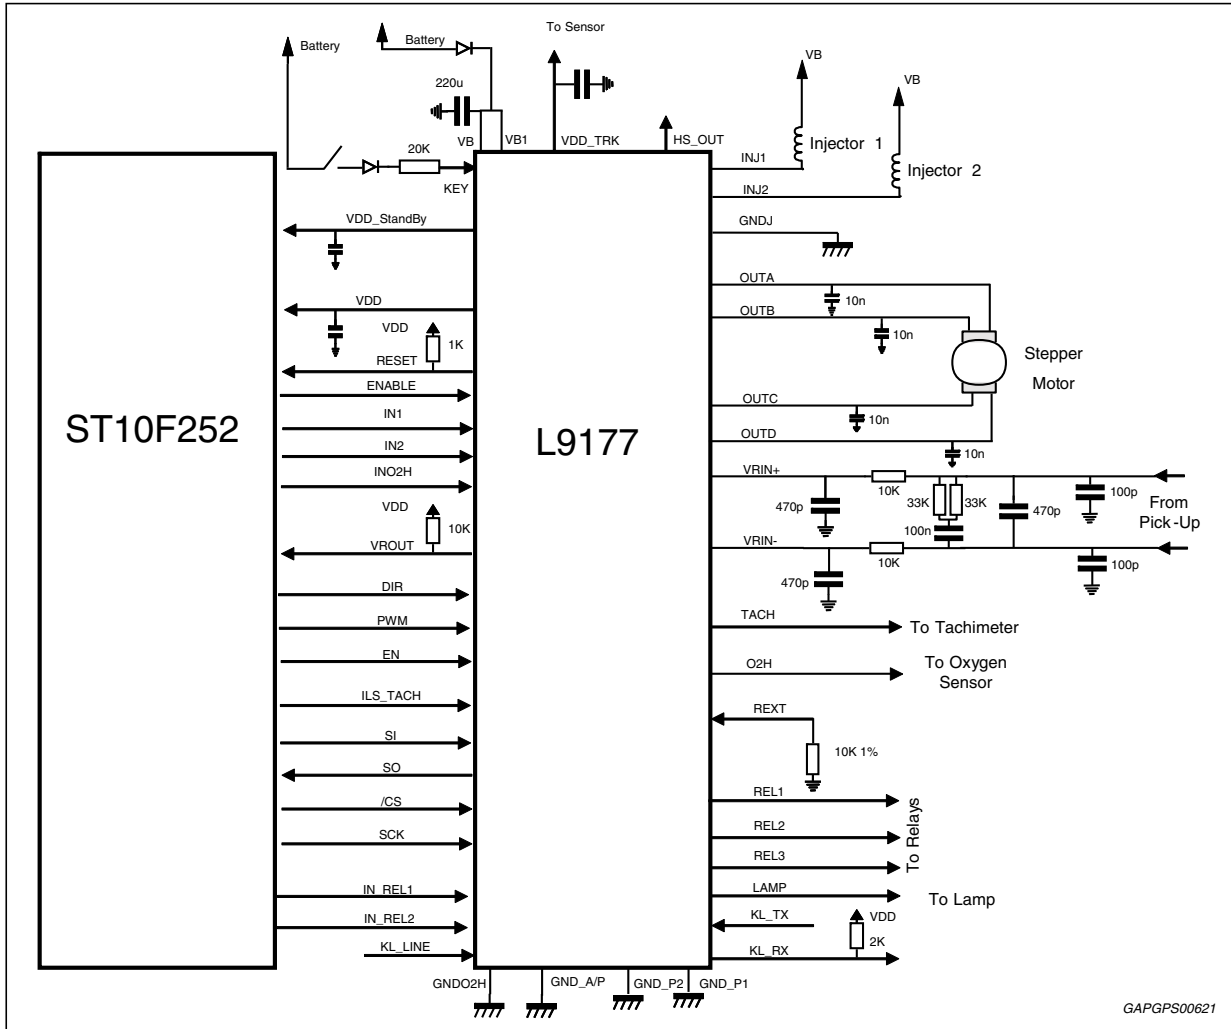 To Sensor
Battery
Battery
VB
VB
220u
VB
VB1
VDD_TRK
HS_OUT
Injector 1
20K
INJ1
Injector 2
KEY
INJ2
VDD_StandBy
GNDJ
OUTA
VDD
10n
OUTB
VDD
10n
1K
Stepper
Motor
RESET
ENABLE
OUTC
IN1
10n
ST10F252
L9177
OUTD
IN2
10n
INO2H
VRIN+
10K
33K
33K
100p
470p
470p
From
Pick-Up
VDD
10K
100n
VROUT
VRIN-
10K
100p
470p
DIR
TACH
PWM
To Tachimeter
EN
O2H
To Oxygen
Sensor
ILS_TACH
REXT
SI
10K 1%
SO
REL1
/CS
REL2
To Relays
SCK
REL3
IN_REL1
LAMP
To Lamp
IN_REL2
KL_TX
VDD
2K
KL_LINE
KL_RX
GNDO2H
GND_A/P
GND_P2
GND_P1
GAPGPS00621